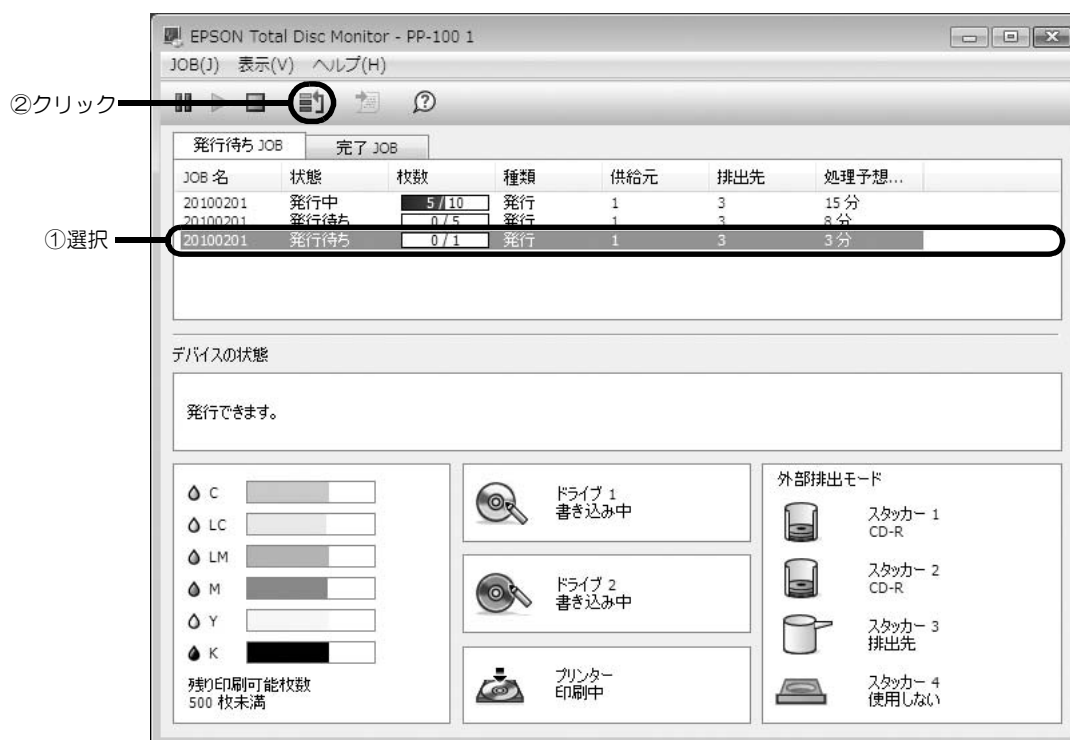 EPSON Total Disc Monitor - PP-100 1
JOB(J) 表示(V) ヘルプ(H)
②クリック
発行待ち JOB 完了 JOB
JOB 名 状態 枚数 種類 供給元 排出先 処理予想...
20100201 発行中 5 / 10 発行 1 3 15 分
20100201 発行待ち 0 / 5 発行 1 3 8 分
①選択
20100201 発行待ち 0 / 1 発行 1 3 3 分
デバイスの状態
発行できます。
C
LC
LM
M
Y
K
残り印刷可能枚数
500 枚未満
ドライブ 1
書き込み中
ドライブ 2
書き込み中
プリンター
印刷中
外部排出モード
スタッカー 1
CD-R
スタッカー 2
CD-R
スタッカー 3
排出先
スタッカー 4
使用しない